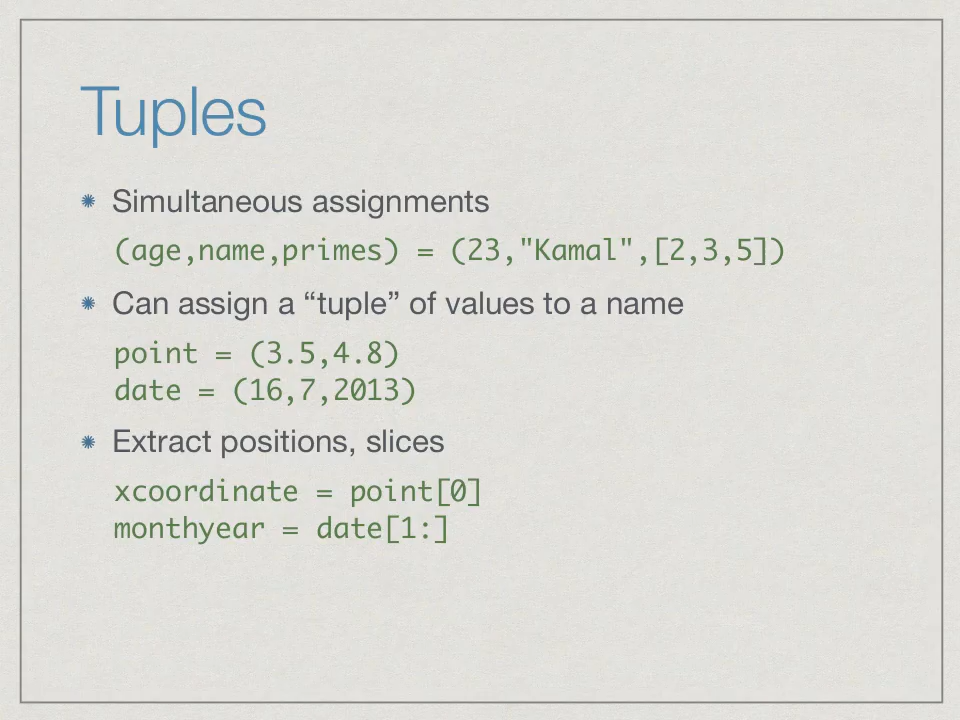 Tuples
Simultaneous assignments
(age,name,primes) = (23,"Kamal",[2,3,5])
Can assign a “tuple” of values to a name
point = (3.5,4.8)
date = (16,7,2013)
Extract positions, slices
xcoordinate = point[0]
monthyear = date[1:]